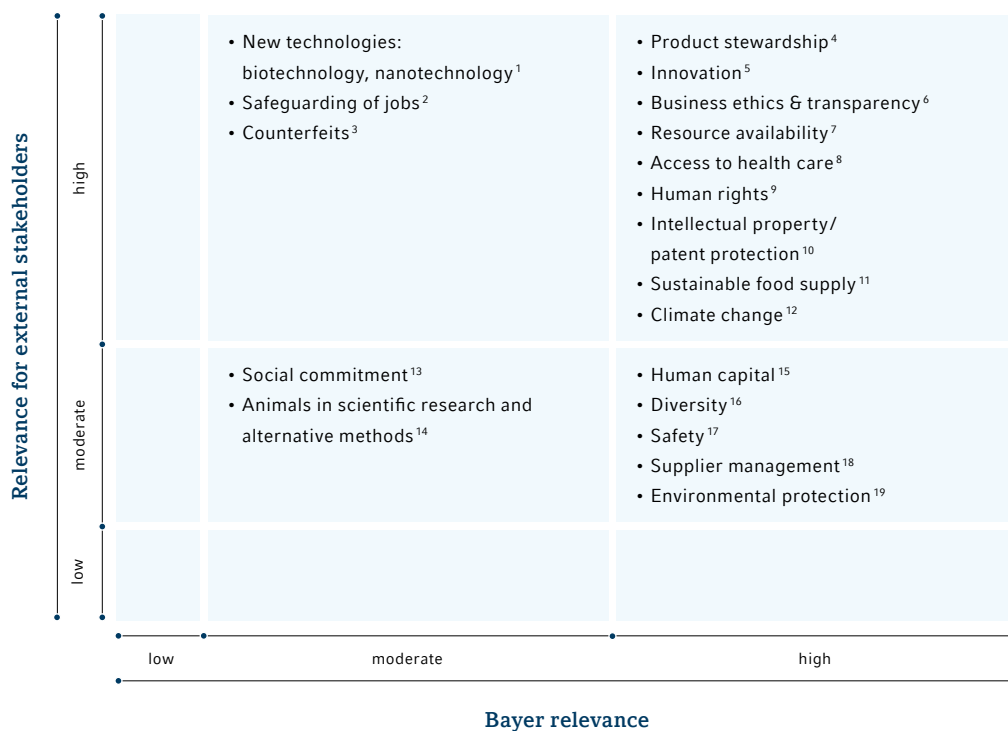 Relevance for external stakeholders
high
• New technologies:
biotechnology, nanotechnology 1
• Safeguarding of jobs 2
• Counterfeits 3
• Product stewardship 4
• Innovation 5
• Business ethics & transparency 6
• Resource availability 7
• Access to health care 8
• Human rights 9
• Intellectual property/
patent protection 10
• Sustainable food supply 11
• Climate change 12
moderate
• Social commitment 13
• Animals in scientific research and
alternative methods 14
• Human capital 15
• Diversity 16
• Safety 17
• Supplier management 18
• Environmental protection 19
low
low
moderate
high
Bayer relevance